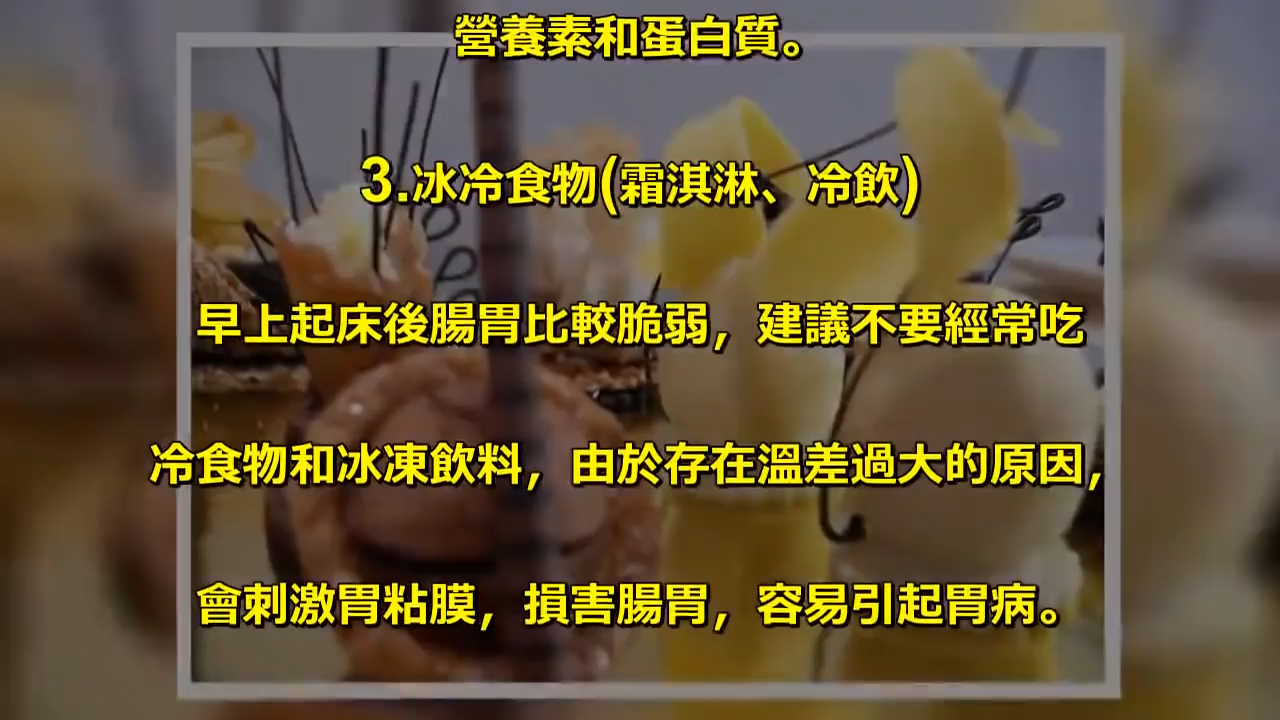 營養素和蛋白質。
3.冰冷食物(霜淇淋、冷飲)
早上起床後腸胃比較脆弱，建議不要經常吃
冷食物和冰凍飲料，由於存在溫差過大的原因，
會刺激胃粘膜，損害腸胃，容易引起胃病。